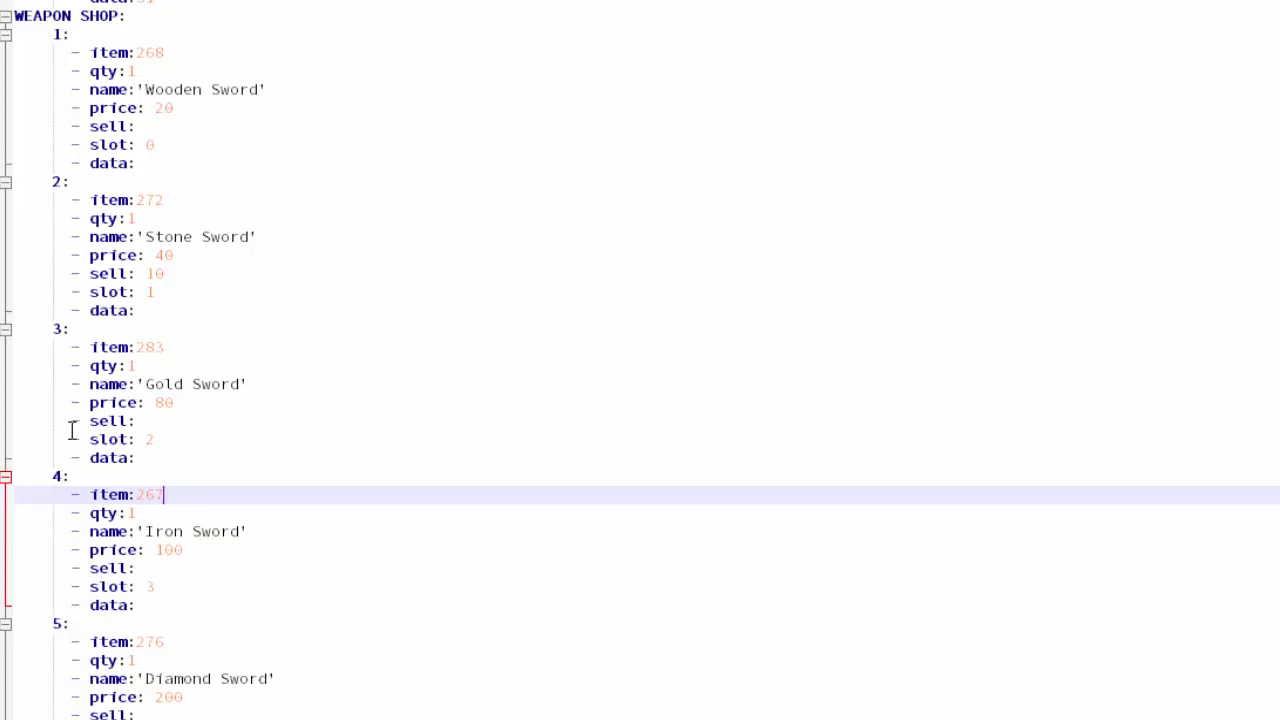 data:51
WEAPON SHOP:
1:
- item:268
- qty:1
- name:'Wooden Sword'
- price: 20
- sell:
- slot: 0
- data:
2:
- item:272
- qty:1
- name:'Stone Sword'
- price: 40
- sell: 10
- slot: 1
- data:
3:
- item:283
- qty:1
- name:'Gold Sword'
- price: 80
- sell:
- slot: 2
- data:
4:
- item:267
- qty:1
- name:'Iron Sword'
- price: 100
- sell:
- slot: 3
- data:
5:
- item:276
- qty:1
- name:'Diamond Sword'
- price: 200
- sell: